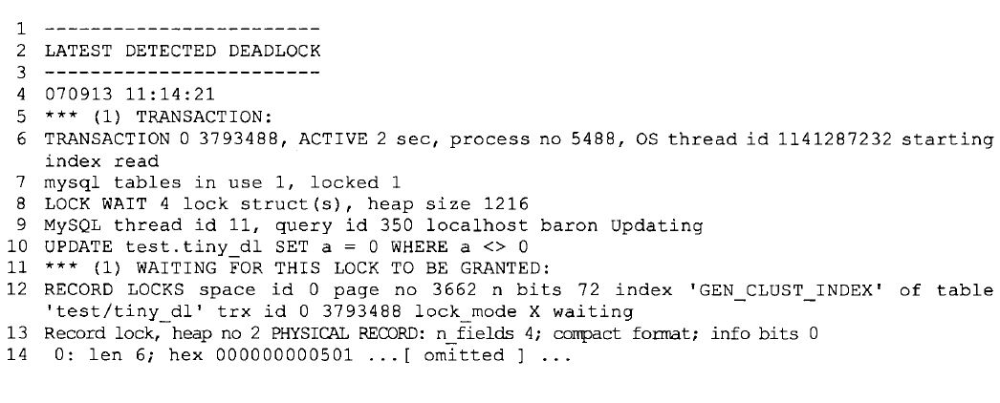 1 ------------------------
2 LATEST DETECTED DEADLOCK
3 ------------------------
4 070913 11:14:21
5 *** (1) TRANSACTION:
6 TRANSACTION 0 3793488, ACTIVE 2 sec, process no 5488, OS thread id 1141287232 starting
index read
7 mysql tables in use 1, locked 1
8 LOCK WAIT 4 lock struct(s), heap size 1216
9 MySQL thread id 11, query id 350 localhost baron Updating
10 UPDATE test.tiny_dl SET a = 0 WHERE a <> 0
11 *** (1) WAITING FOR THIS LOCK TO BE GRANTED:
12 RECORD LOCKS space id 0 page no 3662 n bits 72 index 'GEN_CLUST_INDEX' of table
'test/tiny_dl' trx id 0 3793488 lock_mode X waiting
13 Record lock, heap no 2 PHYSICAL RECORD: n_fields 4; compact format; info bits 0
14 0: len 6; hex 000000000501 ...[ omitted ] ...